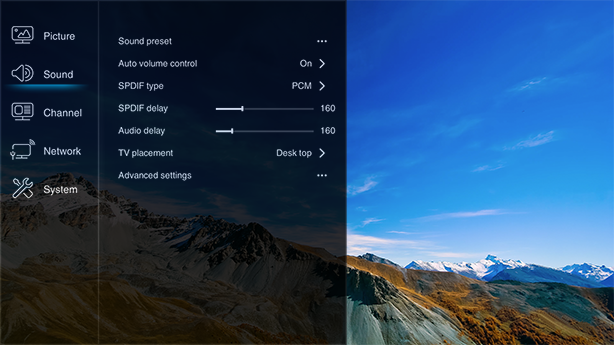 Picture
Sound
Channel
Network
System
Sound preset ...
Auto volume control On >
SPDIF type PCM >
SPDIF delay 160
Audio delay 160
TV placement Desk top >
Advanced settings ...